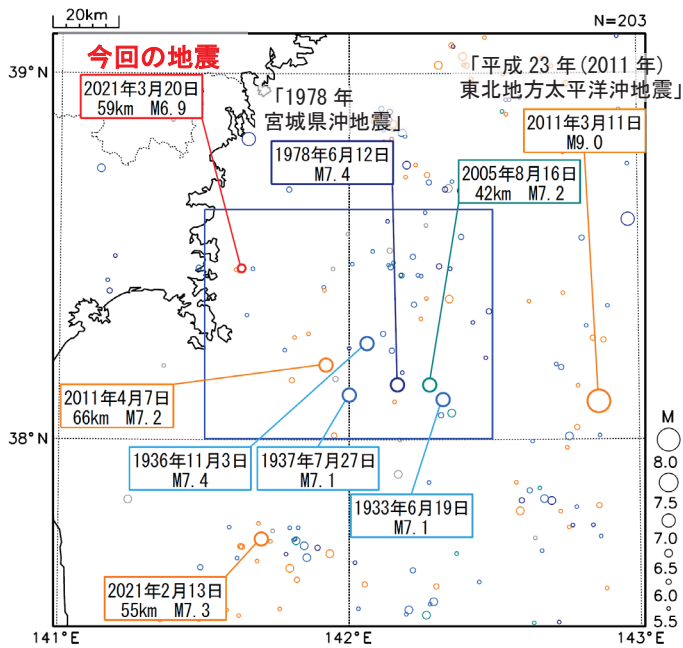 20km
N=203
39°N
今回の地震
2021年3月20日
59km M6.9
「1978 年
宮城県沖地震」
1978年6月12日
M7.4
「平成 23 年(2011 年)
東北地方太平洋沖地震」
2011年3月11日
M9.0
2005年8月16日
42km M7.2
2011年4月7日
66km M7.2
38°N
1936年11月3日
M7.4
1937年7月27日
M7.1
1933年6月19日
M7.1
2021年2月13日
55km M7.3
M
8.0
7.5
7.0
6.5
6.0
5.5
141°E
142°E
143°E